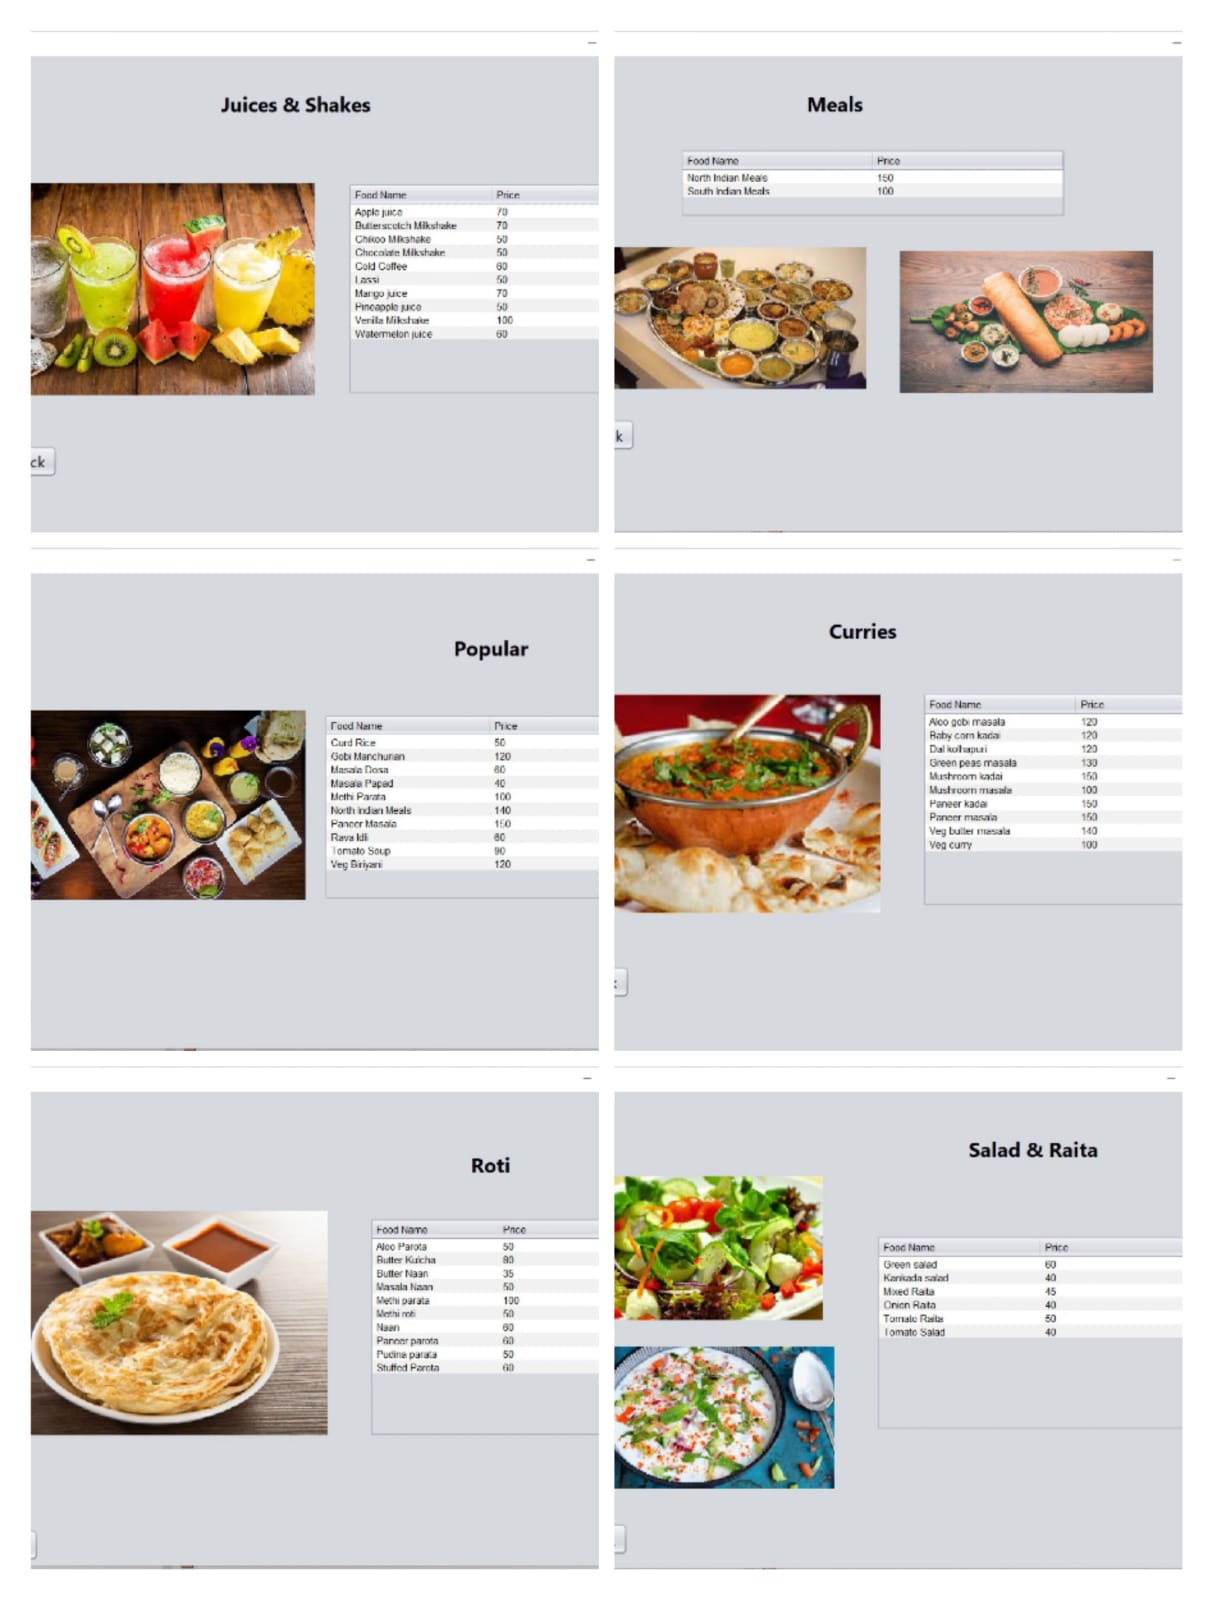 Juices & Shakes
Food Name Price
Apple juice 70
Butterscotch Milkshake 70
Chikoo Milkshake 50
Chocolate Milkshake 50
Cold Coffee 60
Lassi 50
Mango juice 70
Pineapple juice 50
Venilla Milkshake 100
Watermelon juice 60
ck
Meals
Food Name Price
North Indian Meals 150
South Indian Meals 100
k
Popular
Food Name Price
Curd Rice 50
Gobi Manchurian 120
Masala Dosa 60
Masala Papad 40
Methi Parata 100
North Indian Meals 140
Paneer Masala 150
Rava Idli 60
Tomato Soup 90
Veg Biriyani 120
Curries
Food Name Price
Aloo gobi masala 120
Baby corn kadai 120
Dal kolhapuri 120
Green peas masala 130
Mushroom kadai 150
Mushroom masala 100
Paneer kadai 150
Paneer masala 150
Veg butter masala 140
Veg curry 100
Roti
Food Name Price
Aloo Parota 50
Butter Kulcha 80
Butter Naan 35
Masala Naan 50
Methi parata 100
Methi roti 50
Naan 60
Paneer parota 60
Pudina parata 50
Stuffed Parota 60
Salad & Raita
Food Name Price
Green salad 60
Kankada salad 40
Mixed Raita 45
Onion Raita 40
Tomato Raita 50
Tomato Salad 40